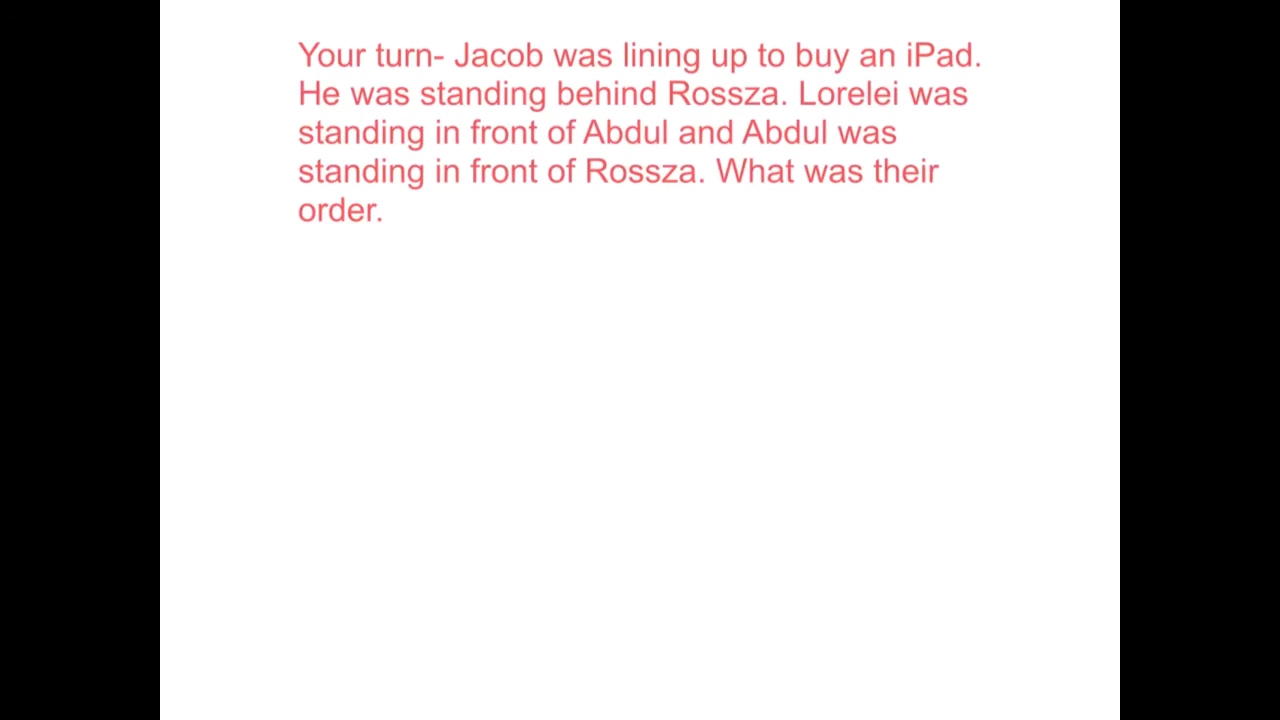 Your turn- Jacob was lining up to buy an iPad.
He was standing behind Rossza. Lorelei was
standing in front of Abdul and Abdul was
standing in front of Rossza. What was their
order.